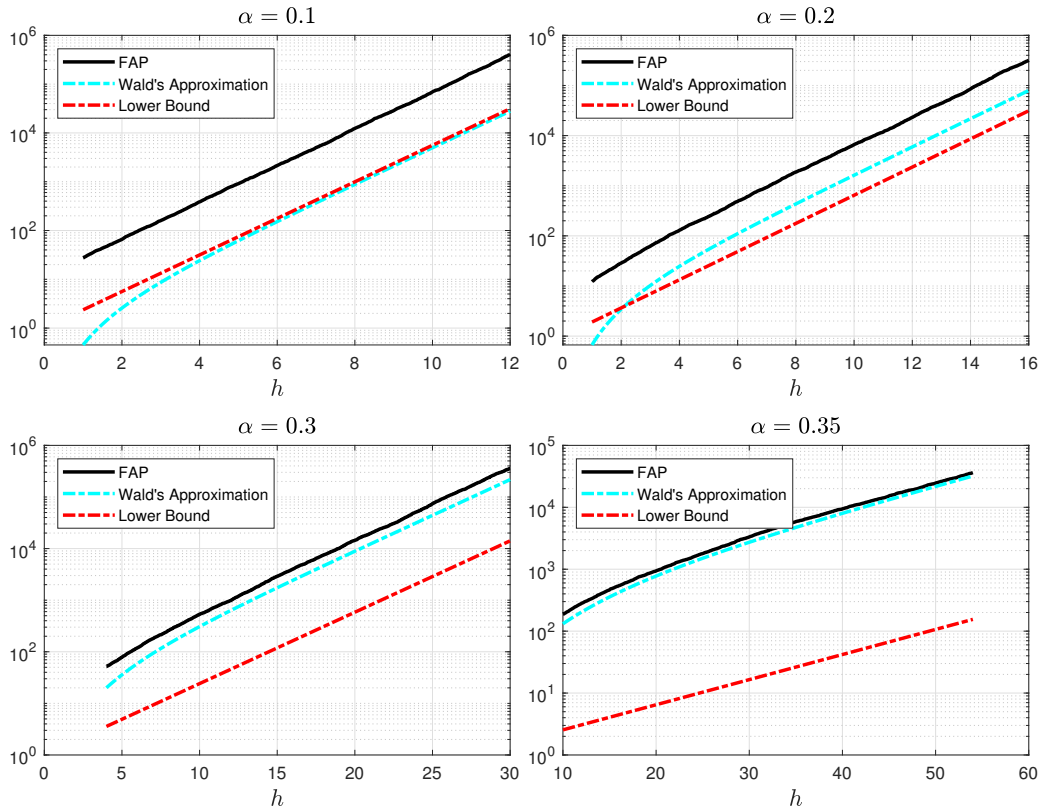 α = 0.1
10^6
10^4
10^2
10^0
FAP
Wald's Approximation
Lower Bound
0 2 4 6 8 10 12
h
α = 0.2
10^6
10^4
10^2
10^0
FAP
Wald's Approximation
Lower Bound
0 2 4 6 8 10 12 14 16
h
α = 0.3
10^6
10^4
10^2
10^0
FAP
Wald's Approximation
Lower Bound
0 5 10 15 20 25 30
h
α = 0.35
10^5
10^4
10^3
10^2
10^1
10^0
FAP
Wald's Approximation
Lower Bound
10 20 30 40 50 60
h